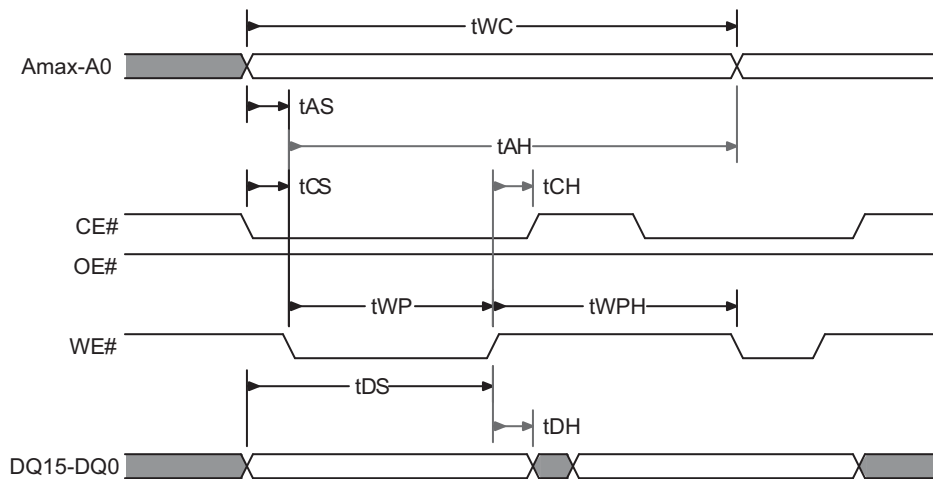 tWC
Amax-A0
tAS
tAH
tCS
tCH
CE#
OE#
tWP
tWPH
WE#
tDS
tDH
DQ15-DQ0